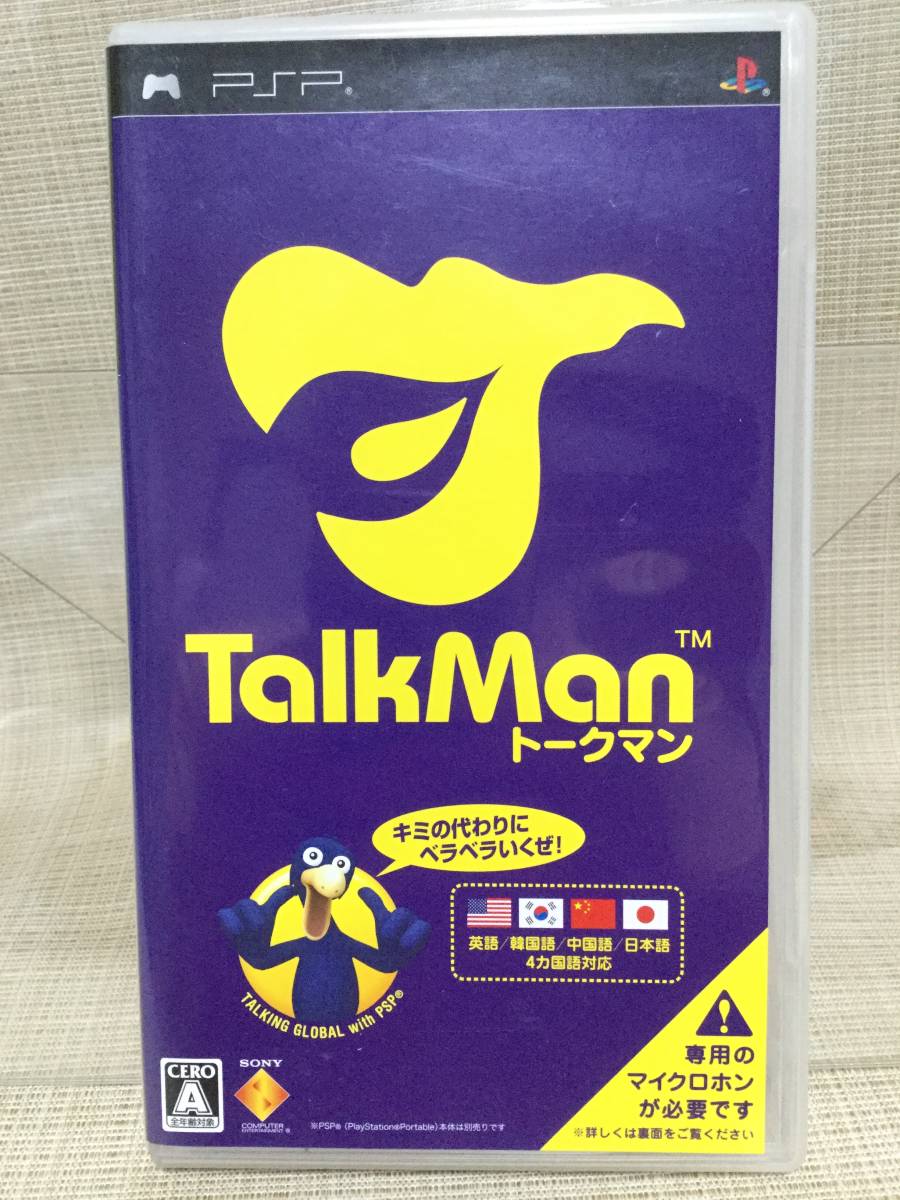 PSP®
TalkMan™
トークマン
キミの代わりに
ベラベラいくぜ!
英語/韓国語/中国語/日本語
4カ国語対応
TALKING GLOBAL with PSP®
専用の
マイクロホン
が必要です
※詳しくは裏面をご覧ください
CERO
A
全年齢対象
SONY
COMPUTER
ENTERTAINMENT®
※PSP®(PlayStation®Portable)本体は別売りです